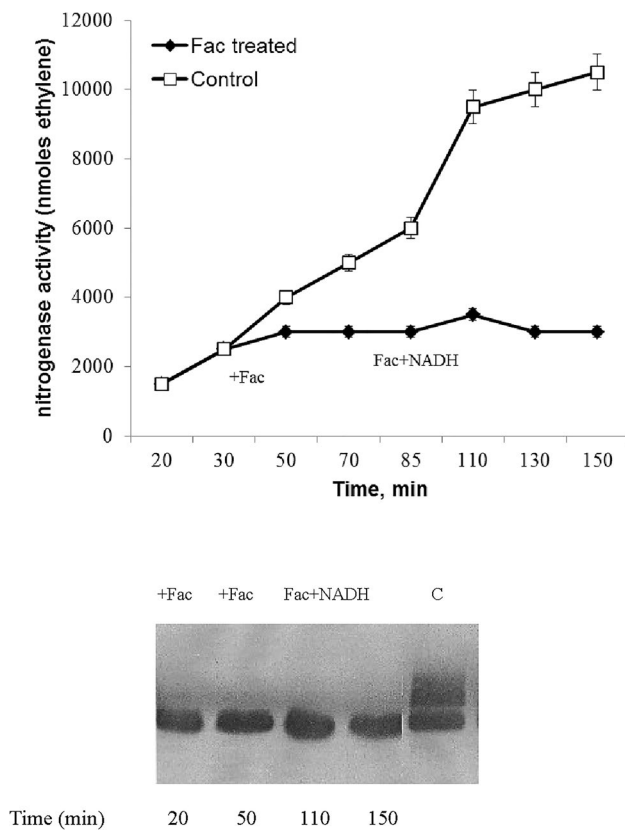 12000
Fac treated
Control
10000
8000
6000
4000
2000
0
nitrogenase activity (nmoles ethylene)
+Fac
Fac+NADH
20 30 50 70 85 110 130 150
Time, min
+Fac +Fac Fac+NADH C
Time (min) 20 50 110 150